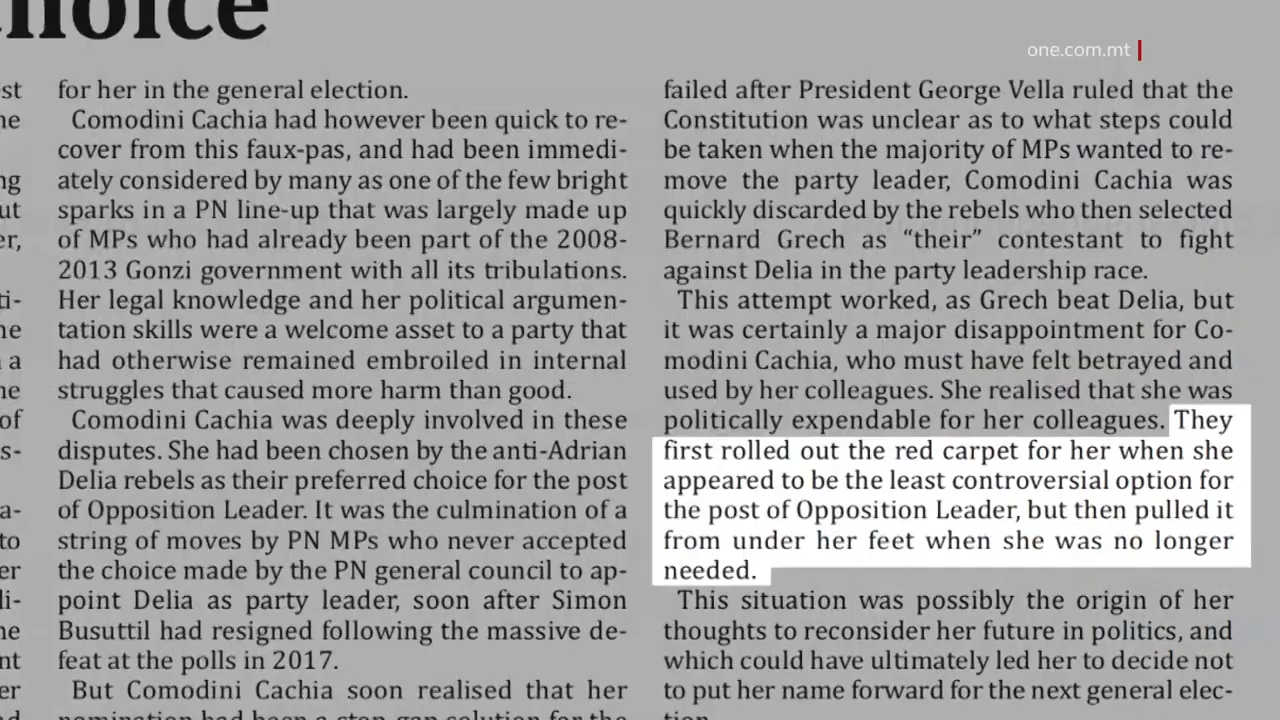 choice
one.com.mt
for her in the general election.
Comodini Cachia had however been quick to re-
cover from this faux-pas, and had been immedi-
ately considered by many as one of the few bright
sparks in a PN line-up that was largely made up
of MPs who had already been part of the 2008-
2013 Gonzi government with all its tribulations.
Her legal knowledge and her political argumen-
tation skills were a welcome asset to a party that
had otherwise remained embroiled in internal
struggles that caused more harm than good.
Comodini Cachia was deeply involved in these
disputes. She had been chosen by the anti-Adrian
Delia rebels as their preferred choice for the post
of Opposition Leader. It was the culmination of a
string of moves by PN MPs who never accepted
the choice made by the PN general council to ap-
point Delia as party leader, soon after Simon
Busuttil had resigned following the massive de-
feat at the polls in 2017.
But Comodini Cachia soon realised that her
nomination had been a stop-gap solution for the
failed after President George Vella ruled that the
Constitution was unclear as to what steps could
be taken when the majority of MPs wanted to re-
move the party leader, Comodini Cachia was
quickly discarded by the rebels who then selected
Bernard Grech as “their” contestant to fight
against Delia in the party leadership race.
This attempt worked, as Grech beat Delia, but
it was certainly a major disappointment for Co-
modini Cachia, who must have felt betrayed and
used by her colleagues. She realised that she was
politically expendable for her colleagues. They
first rolled out the red carpet for her when she
appeared to be the least controversial option for
the post of Opposition Leader, but then pulled it
from under her feet when she was no longer
needed.
This situation was possibly the origin of her
thoughts to reconsider her future in politics, and
which could have ultimately led her to decide not
to put her name forward for the next general elec-
tion.